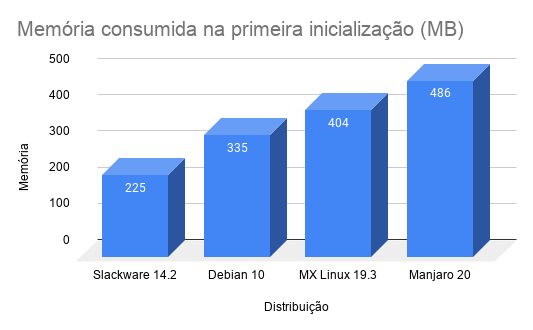 Memória consumida na primeira inicialização (MB)
500
400
300
200
100
0
Memória
225
335
404
486
Slackware 14.2
Debian 10
MX Linux 19.3
Manjaro 20
Distribuição